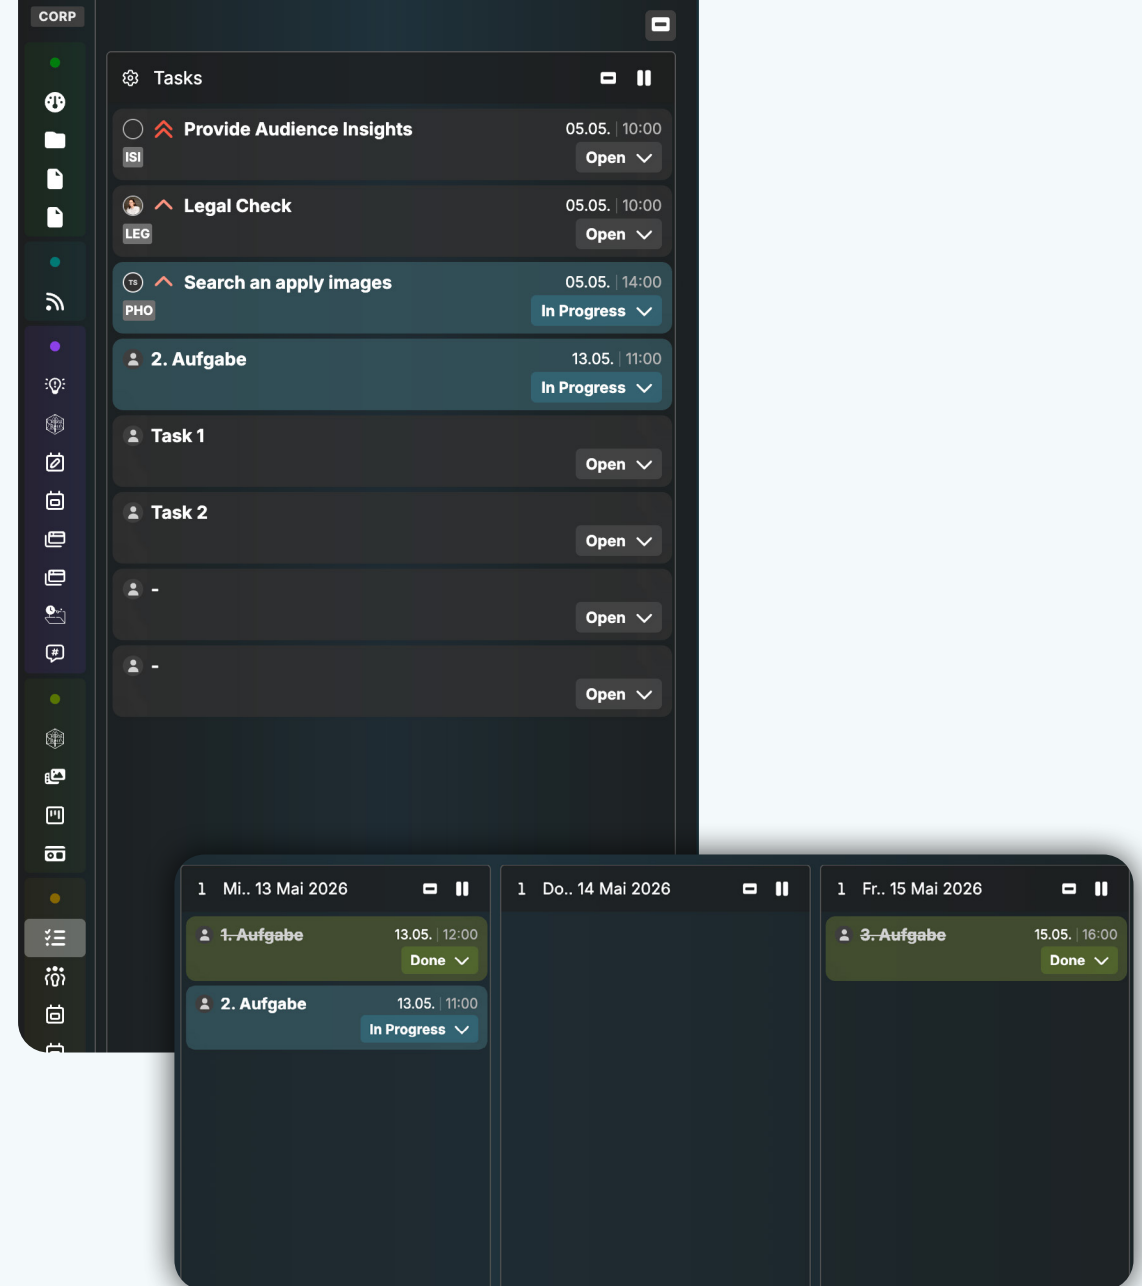 CORP
Tasks
Provide Audience Insights 05.05. | 10:00
ISI Open
Legal Check 05.05. | 10:00
LEG Open
TS Search an apply images 05.05. | 14:00
PHO In Progress
2. Aufgabe 13.05. | 11:00
In Progress
Task 1
Open
Task 2
Open
-
Open
-
Open
1 Mi.. 13 Mai 2026
1. Aufgabe 13.05. | 12:00
Done
2. Aufgabe 13.05. | 11:00
In Progress
1 Do.. 14 Mai 2026
1 Fr.. 15 Mai 2026
3. Aufgabe 15.05. | 16:00
Done